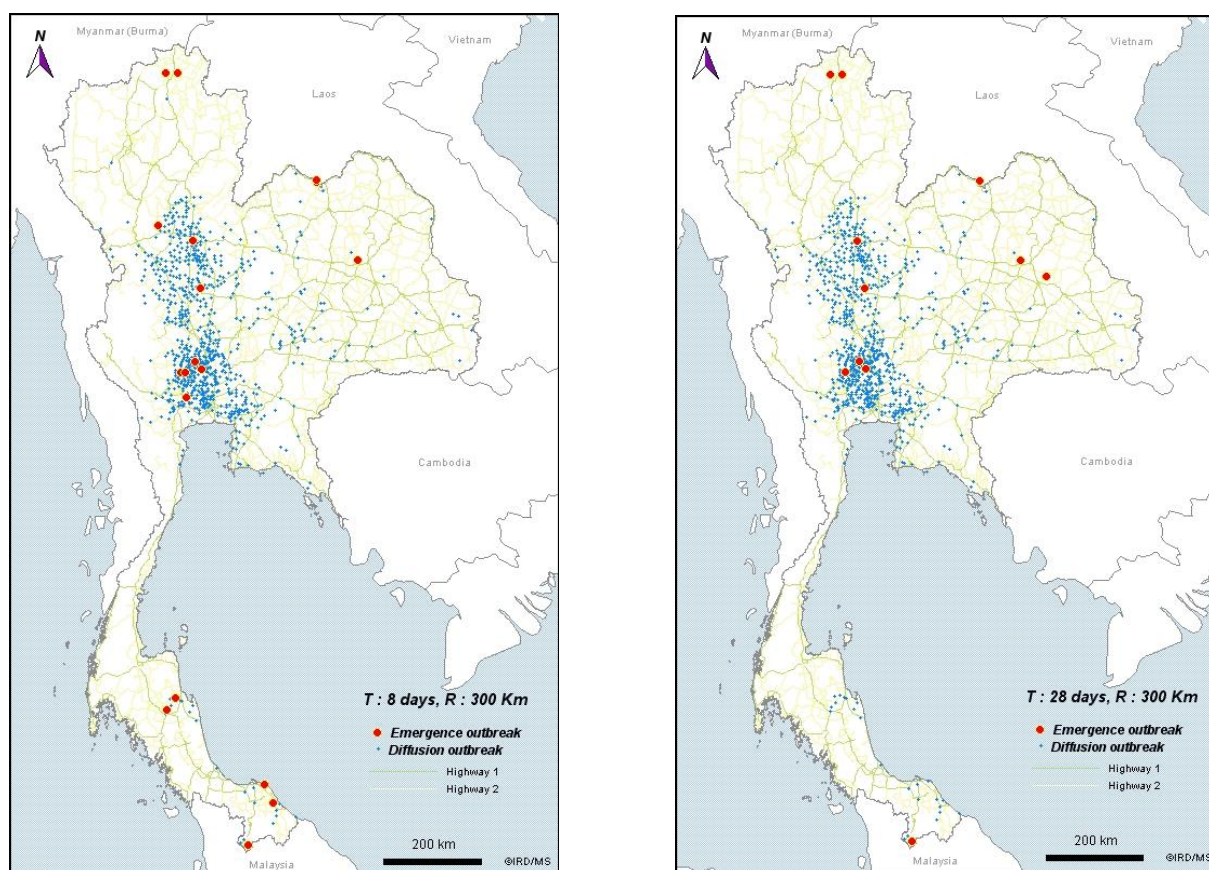 Myanmar (Burma)
N
Vietnam
Laos
Cambodia
T : 8 days, R : 300 Km
Emergence outbreak
Diffusion outbreak
Highway 1
Highway 2
200 km
Malaysia
©IRD/MS
Myanmar (Burma)
N
Vietnam
Laos
Cambodia
T : 28 days, R : 300 Km
Emergence outbreak
Diffusion outbreak
Highway 1
Highway 2
200 km
Malaysia
©IRD/MS